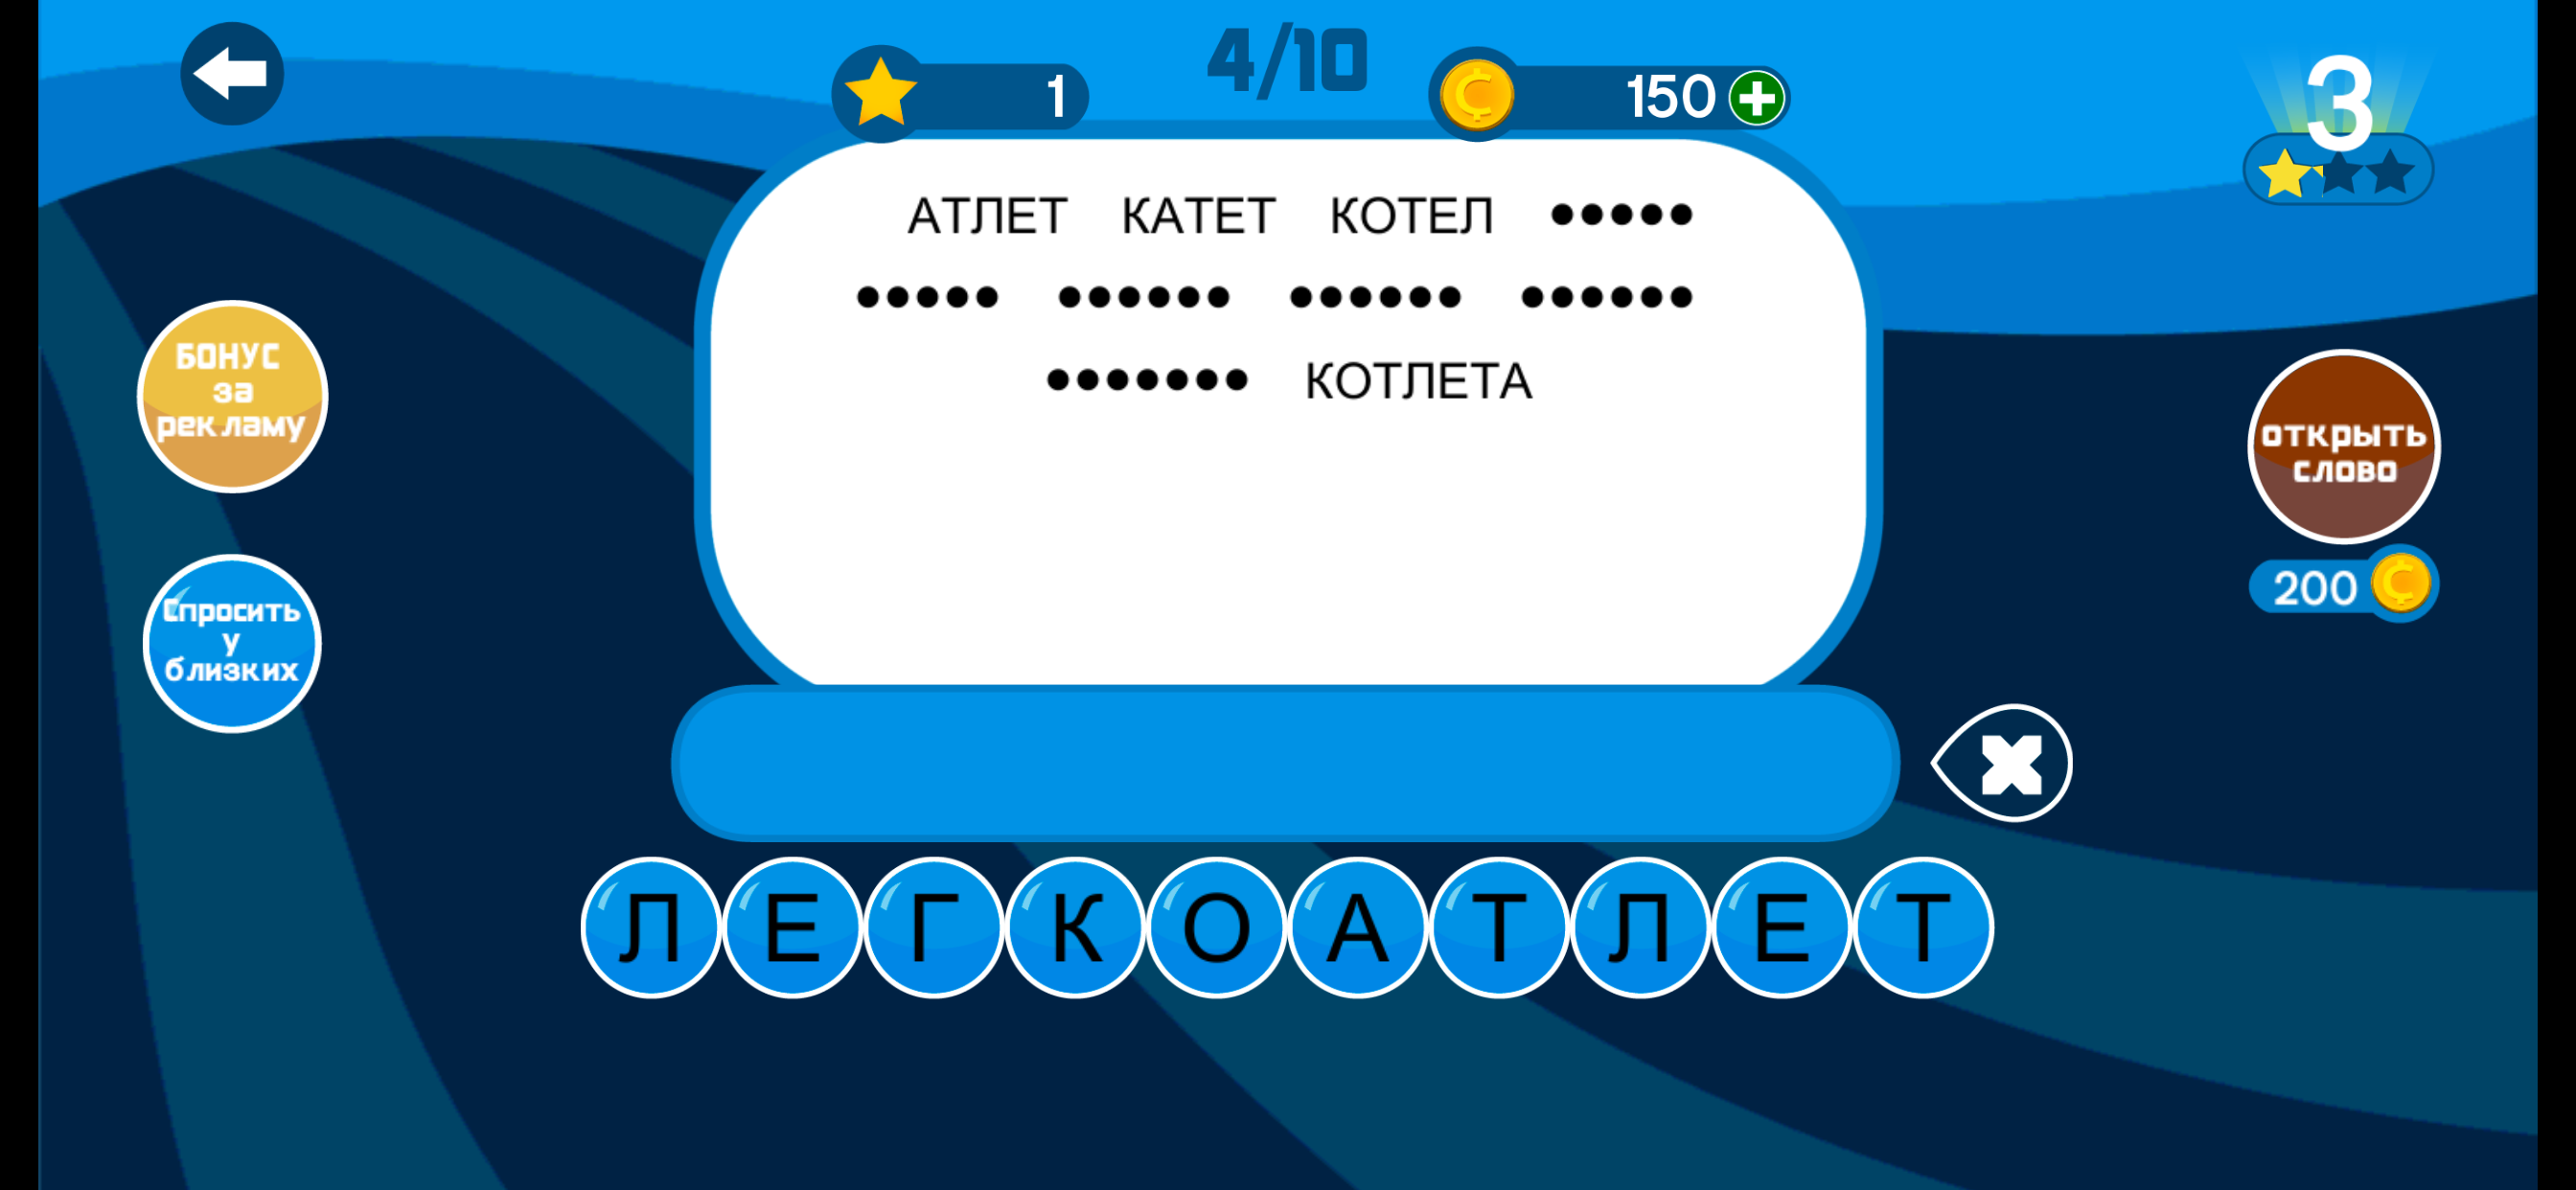 1 4/10 150 3
АТЛЕТ КАТЕТ КОТЕЛ •••••
••••• •••••• •••••• ••••••
••••••• КОТЛЕТА
БОНУС
за
рекламу
Спросить
у
близких
открыть
слово
200
Л Е Г К О А Т Л Е Т